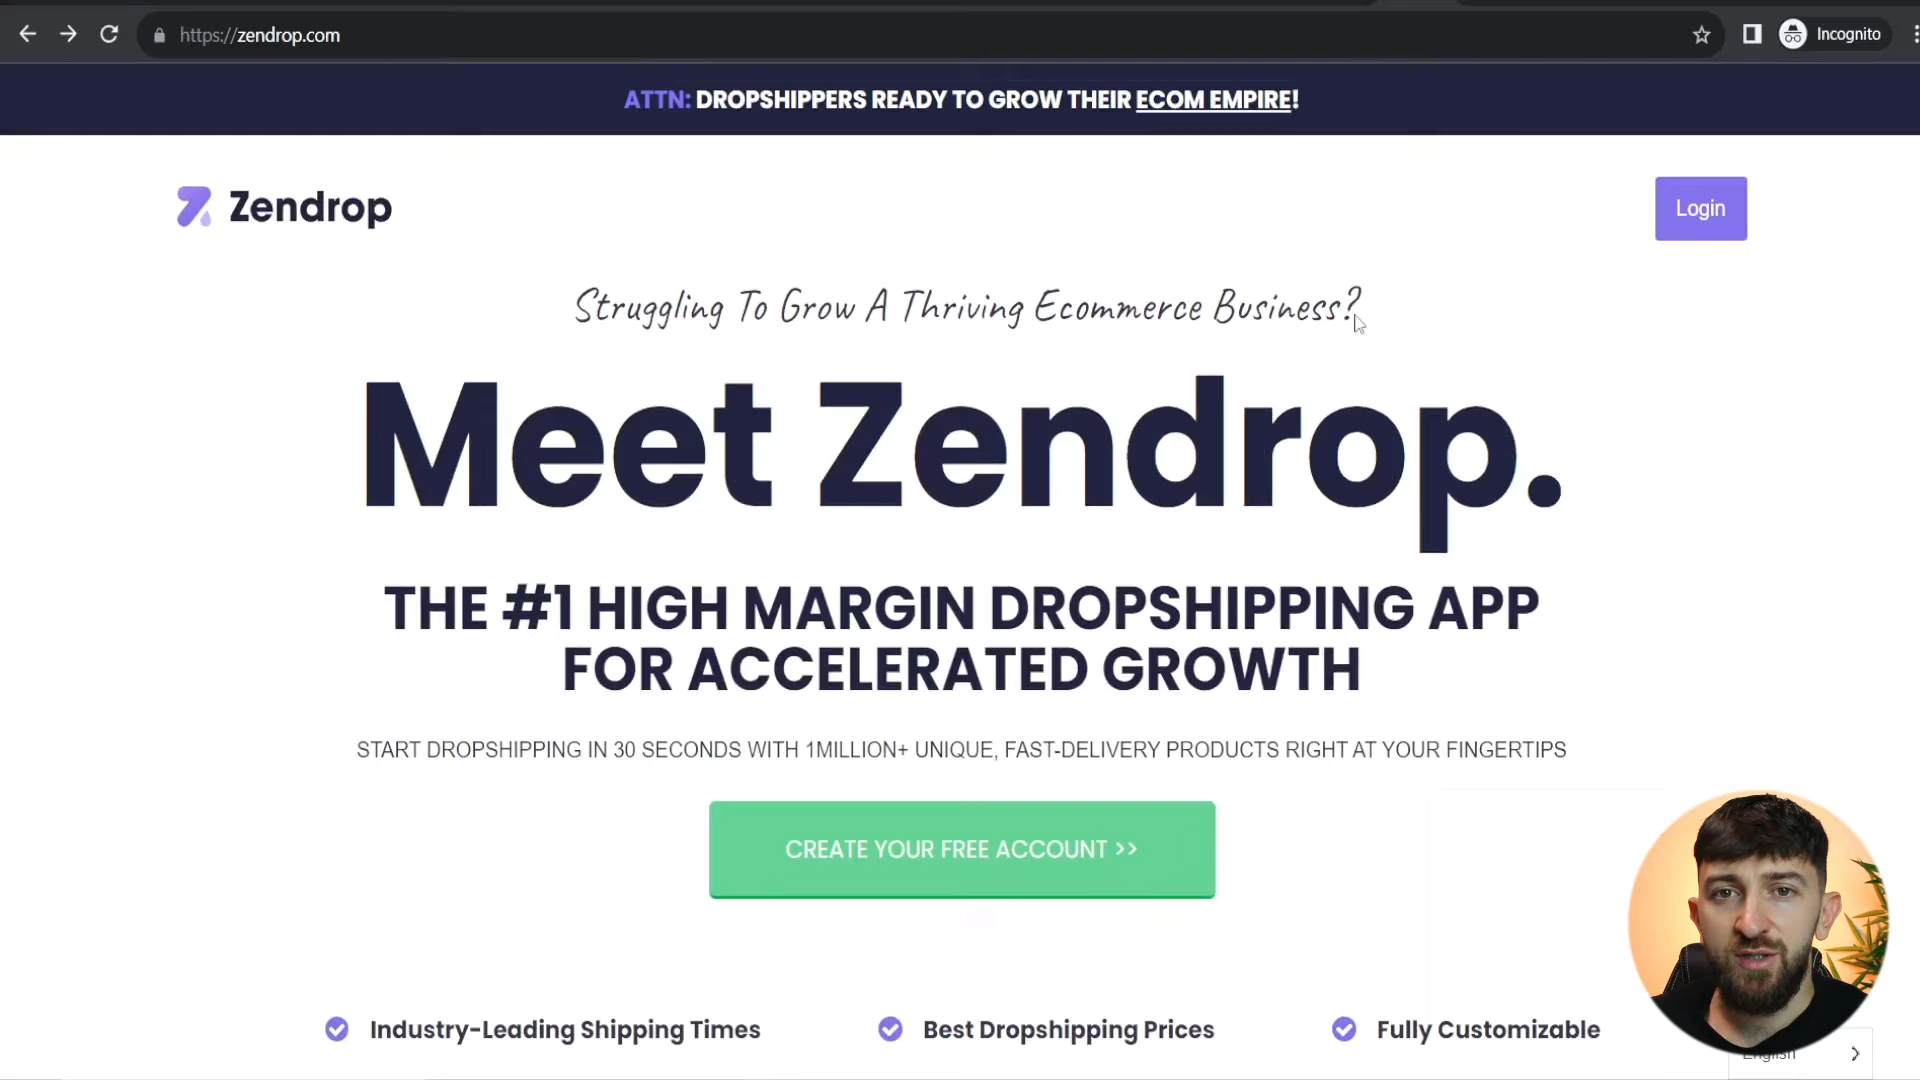 https://zendrop.com
Incognito
ATTN: DROPSHIPPERS READY TO GROW THEIR ECOM EMPIRE!
Zendrop
Login
Struggling To Grow A Thriving Ecommerce Business?
Meet Zendrop.
THE #1 HIGH MARGIN DROPSHIPPING APP
FOR ACCELERATED GROWTH
START DROPSHIPPING IN 30 SECONDS WITH 1MILLION+ UNIQUE, FAST-DELIVERY PRODUCTS RIGHT AT YOUR FINGERTIPS
CREATE YOUR FREE ACCOUNT >>
Industry-Leading Shipping Times
Best Dropshipping Prices
Fully Customizable
English